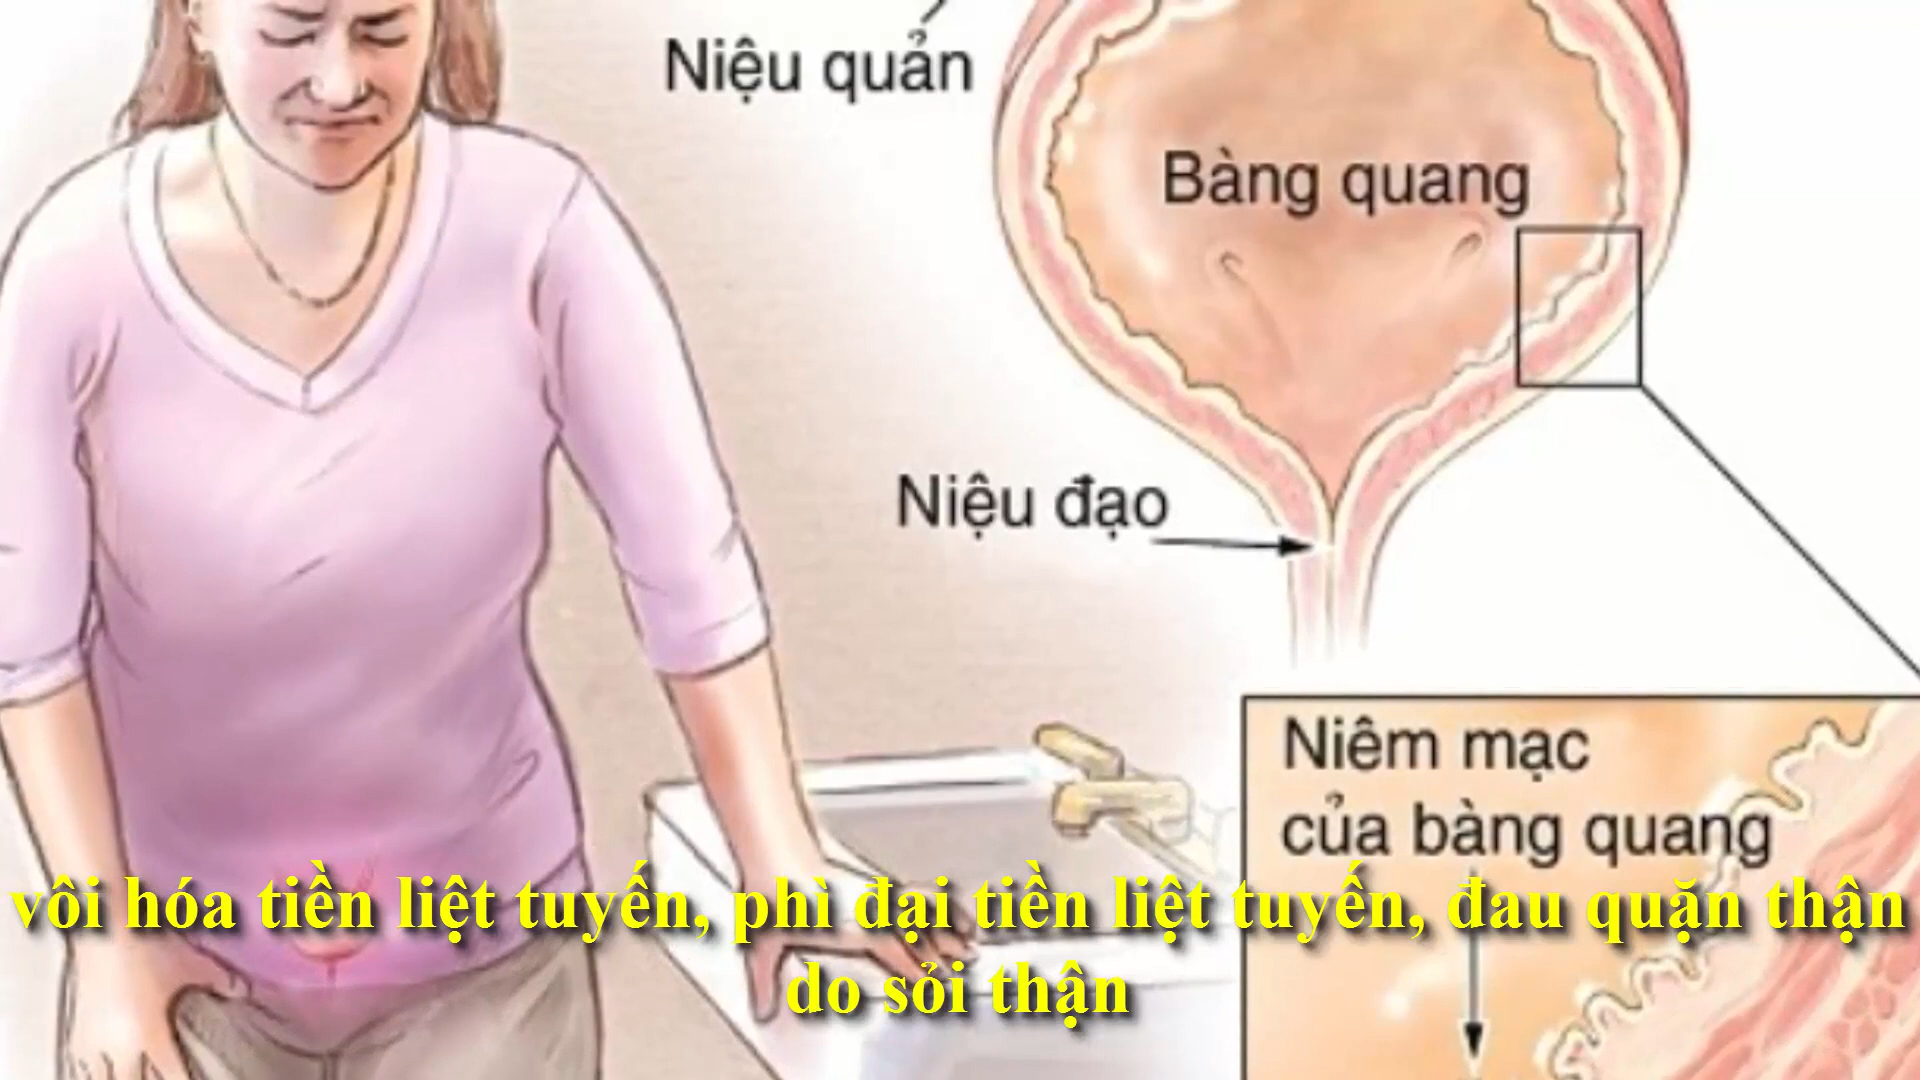 Niệu quản
Bàng quang
Niệu đạo
Niêm mạc
của bàng quang
vôi hóa tiền liệt tuyến, phì đại tiền liệt tuyến, đau quặn thận
do sỏi thận